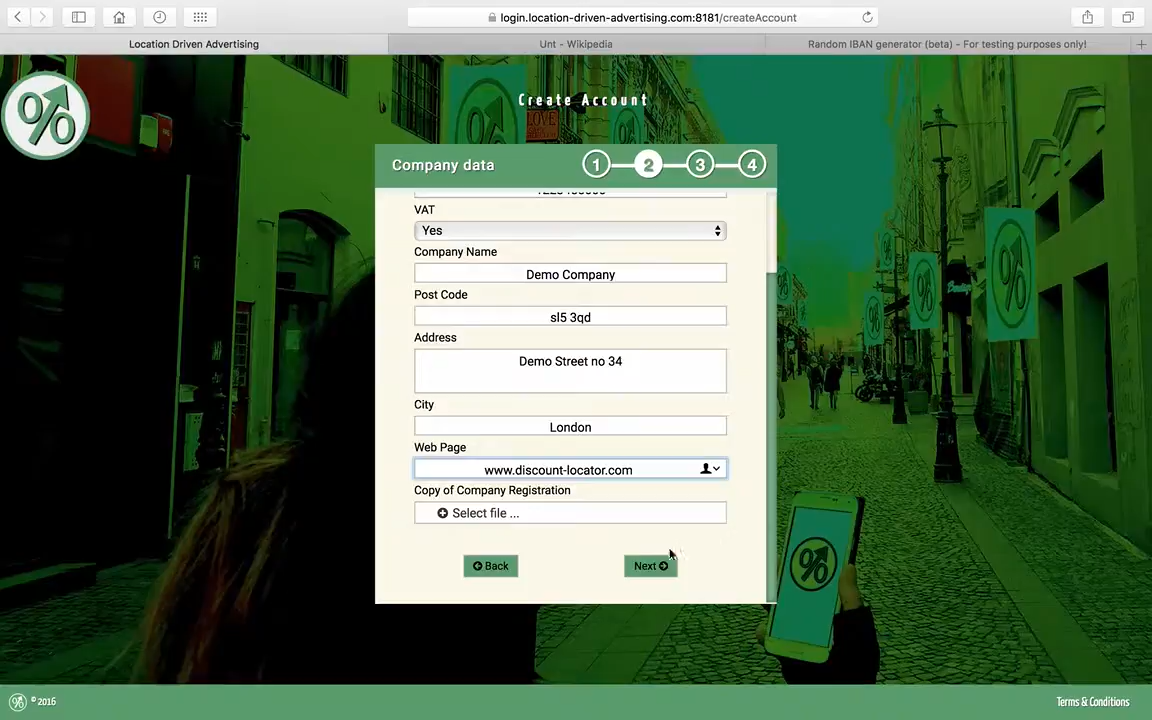 login.location-driven-advertising.com:8181/createAccount
Location Driven Advertising
Unt - Wikipedia
Random IBAN generator (beta) - For testing purposes only!
Create Account
LOVE
Company data
1
2
3
4
VAT
Yes
Company Name
Demo Company
Post Code
sl5 3qd
Address
Demo Street no 34
City
London
Web Page
www.discount-locator.com
Copy of Company Registration
Select file ...
Back
Next
% © 2016
Terms & Conditions